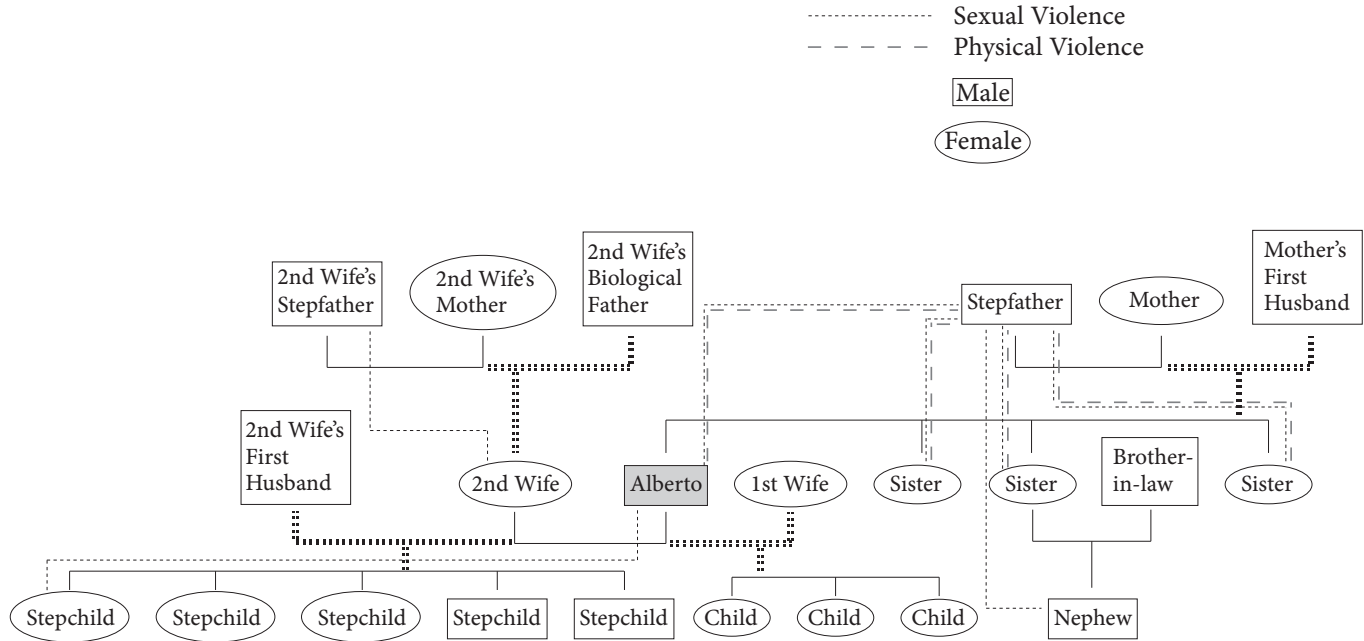 Sexual Violence
Physical Violence
Male
Female
2nd Wife's
Stepfather
2nd Wife's
Mother
2nd Wife's
Biological
Father
Stepfather
Mother
Mother's
First
Husband
2nd Wife's
First
Husband
2nd Wife
Alberto
1st Wife
Sister
Sister
Brother-
in-law
Sister
Stepchild
Stepchild
Stepchild
Stepchild
Stepchild
Child
Child
Child
Nephew